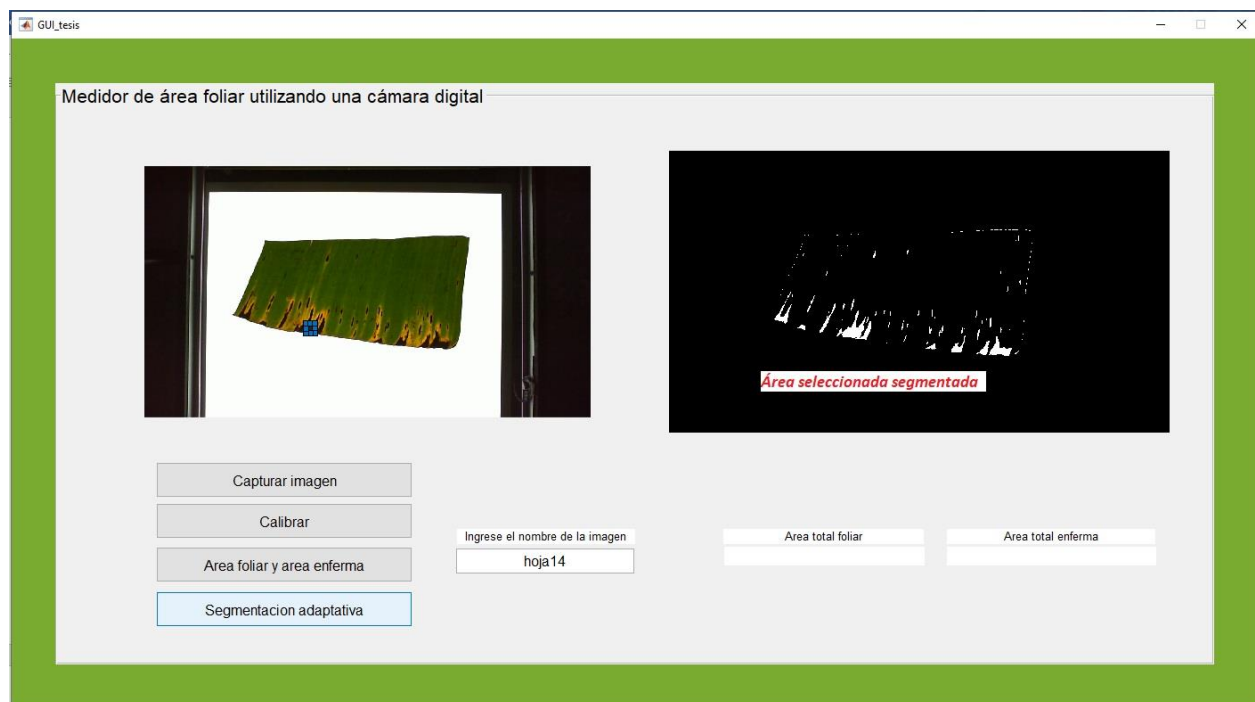 GUI_tesis
Medidor de área foliar utilizando una cámara digital
Área seleccionada segmentada
Capturar imagen
Calibrar
Area foliar y area enferma
Segmentacion adaptativa
Ingrese el nombre de la imagen
hoja14
Area total foliar
Area total enferma